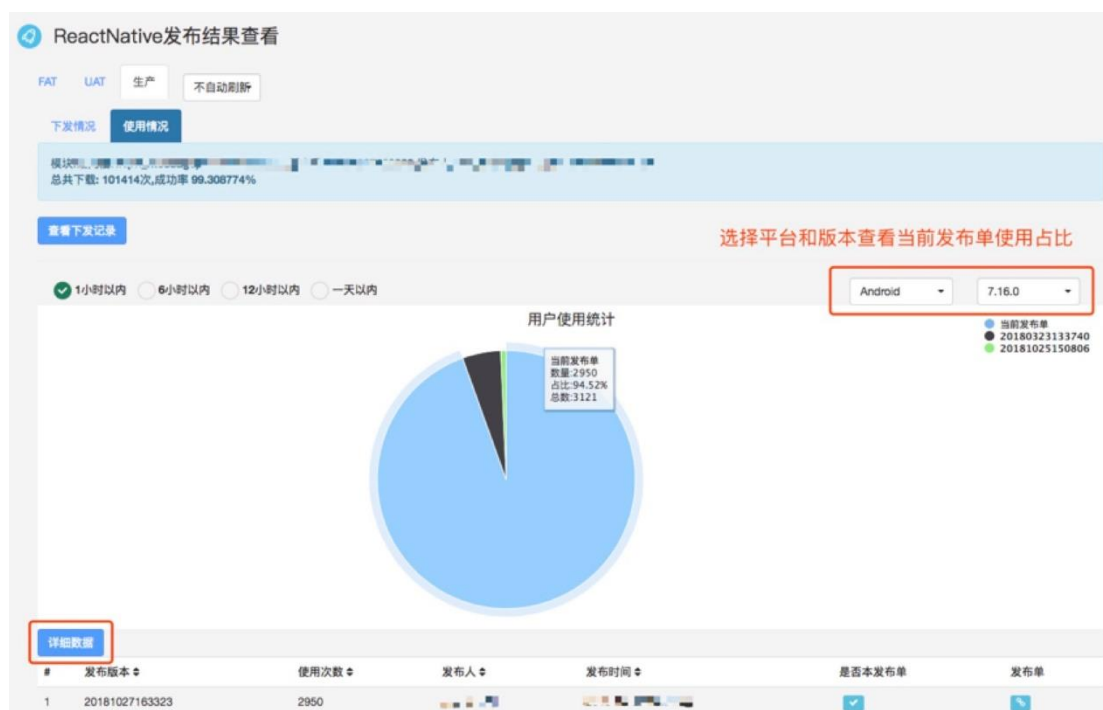 ReactNative发布结果查看
FAT UAT 生产 不自动刷新
下发情况 使用情况
总共下载: 101414次,成功率 99.308774%
查看下发记录
选择平台和版本查看当前发布单使用占比
1小时以内 6小时以内 12小时以内 一天以内
Android 7.16.0
用户使用统计
当前发布单
20180323133740
20181025150806
当前发布单
数量:2950
占比:94.52%
总数:3121
详细数据
# 发布版本 使用次数 发布人 发布时间 是否本发布单 发布单
1 20181027163323 2950